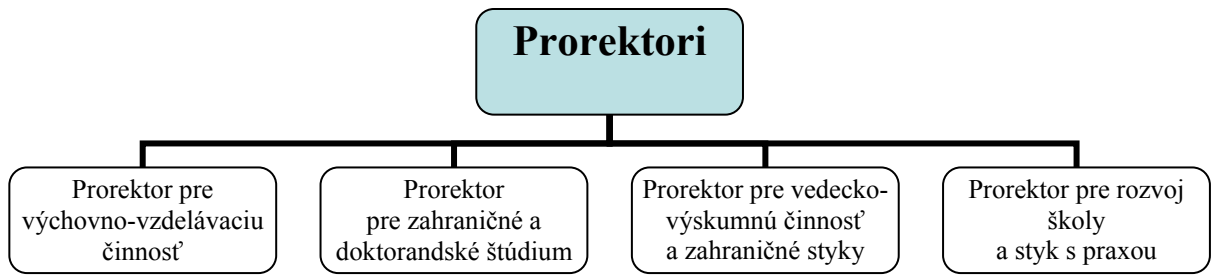 Prorektori
Prorektor pre
výchovno-vzdelávaciu
činnosť
Prorektor
pre zahraničné a
doktorandské štúdium
Prorektor pre vedecko-
výskumnú činnosť
a zahraničné styky
Prorektor pre rozvoj
školy
a styk s praxou